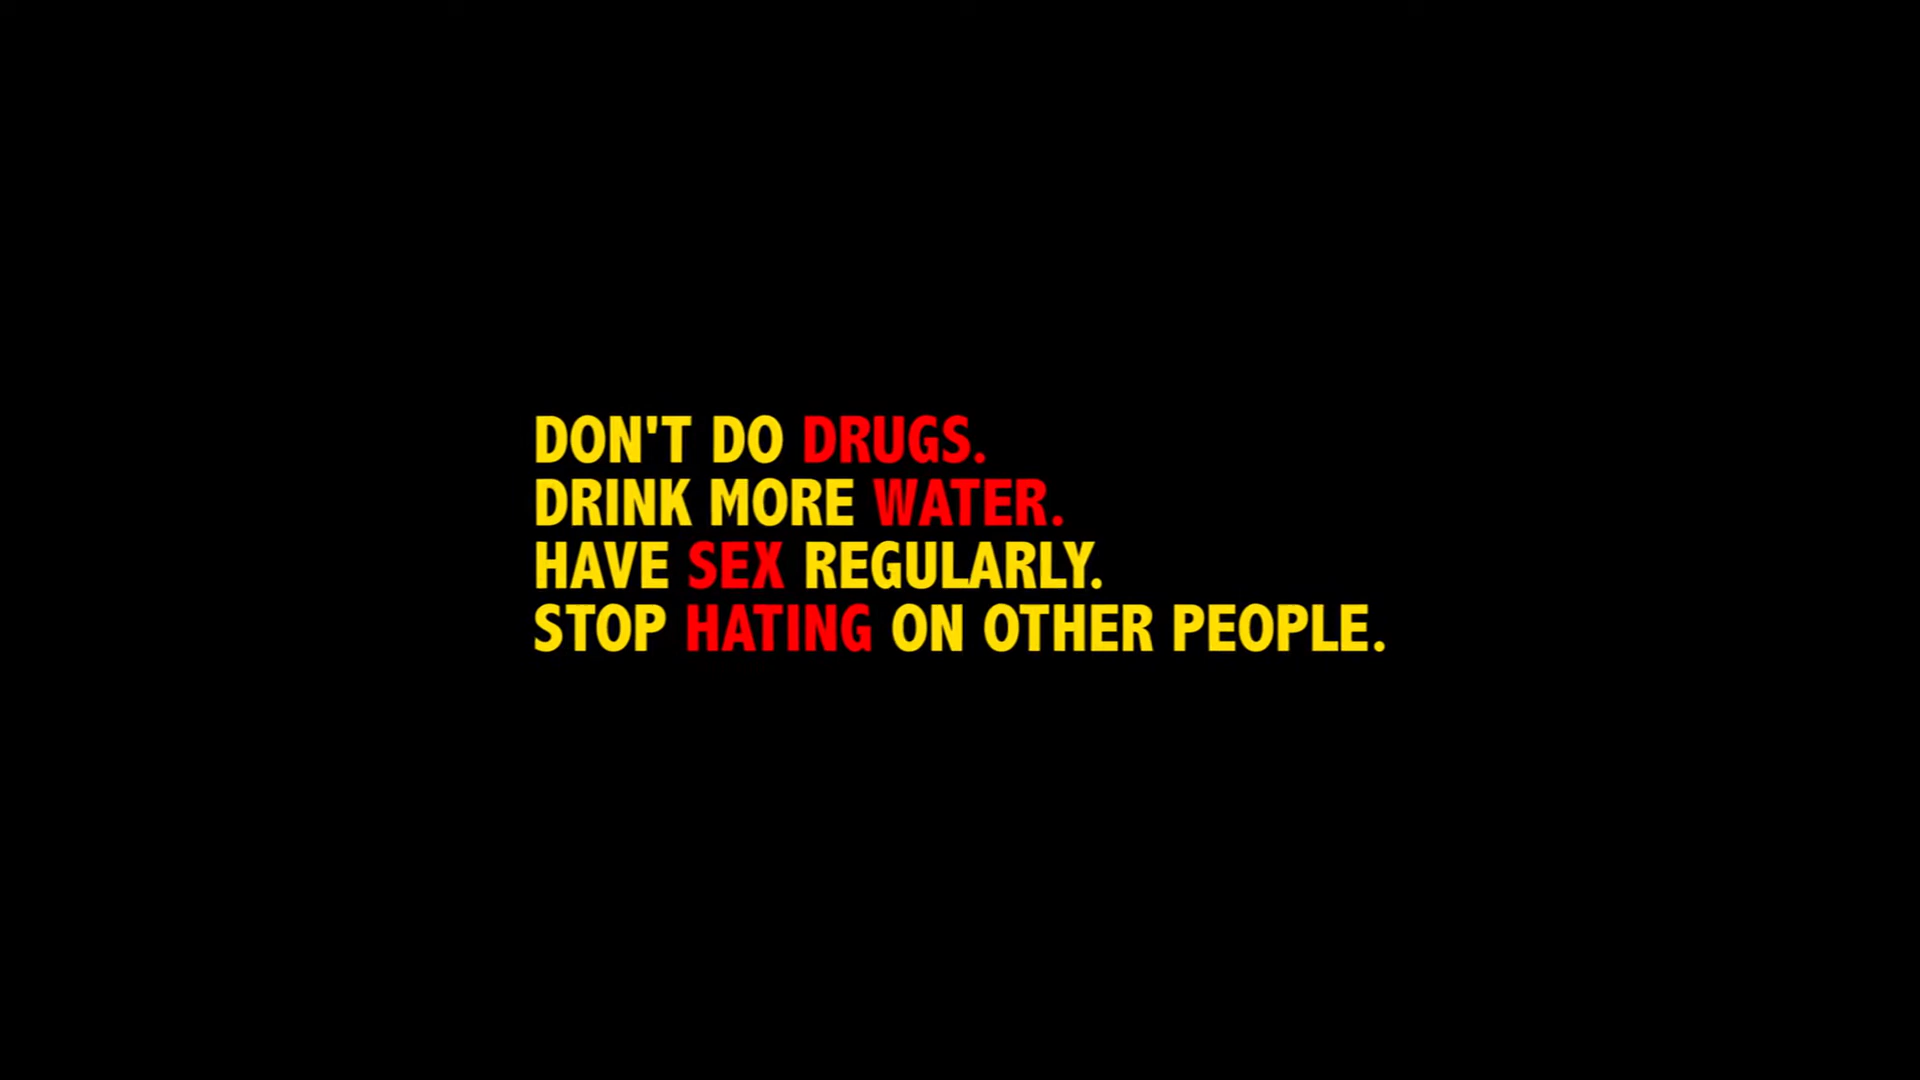 DON'T DO DRUGS.
DRINK MORE WATER.
HAVE SEX REGULARLY.
STOP HATING ON OTHER PEOPLE.